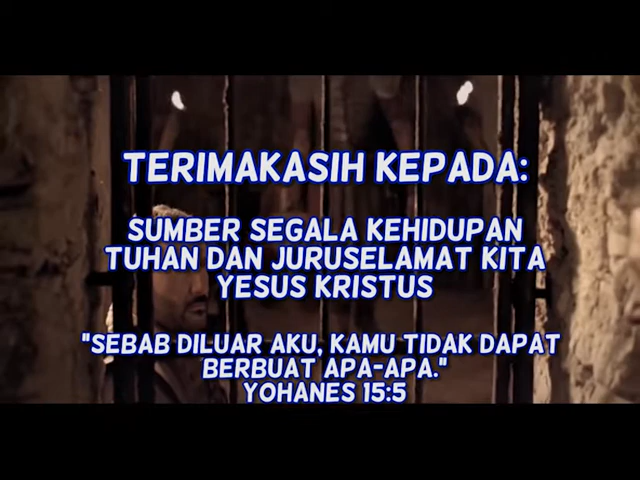 TERIMAKASIH KEPADA:
SUMBER SEGALA KEHIDUPAN
TUHAN DAN JURUSELAMAT KITA
YESUS KRISTUS
"SEBAB DILUAR AKU, KAMU TIDAK DAPAT
BERBUAT APA-APA."
YOHANES 15:5